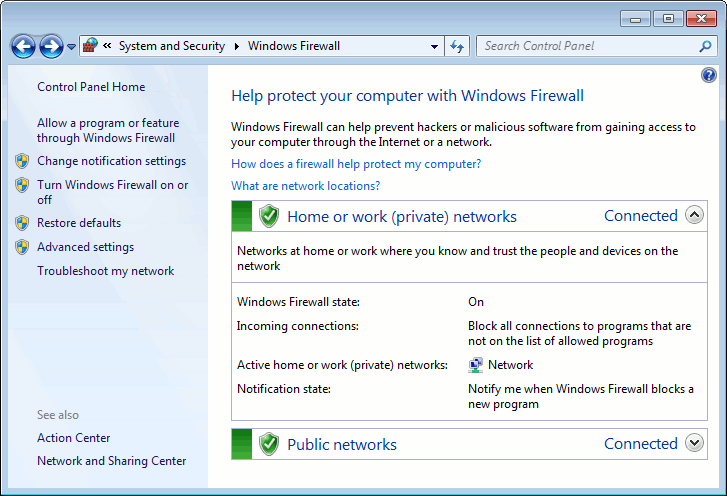 « System and Security ▸ Windows Firewall
Search Control Panel
Control Panel Home
Allow a program or feature
through Windows Firewall
Change notification settings
Turn Windows Firewall on or
off
Restore defaults
Advanced settings
Troubleshoot my network
See also
Action Center
Network and Sharing Center
Help protect your computer with Windows Firewall
Windows Firewall can help prevent hackers or malicious software from gaining access to
your computer through the Internet or a network.
How does a firewall help protect my computer?
What are network locations?
Home or work (private) networks Connected
Networks at home or work where you know and trust the people and devices on the
network
Windows Firewall state: On
Incoming connections: Block all connections to programs that are
not on the list of allowed programs
Active home or work (private) networks: Network
Notification state: Notify me when Windows Firewall blocks a
new program
Public networks Connected